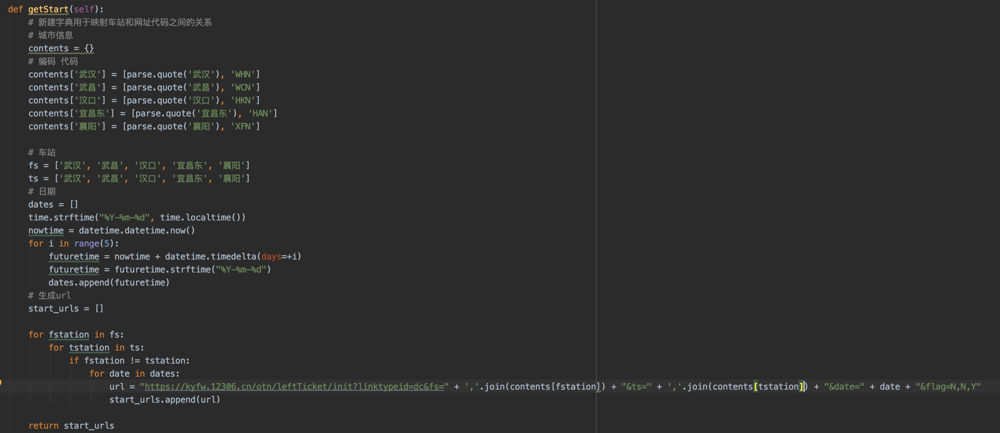 def getStart(self):
# 新建字典用于映射车站和网址代码之间的关系
# 城市信息
contents = {}
# 编码 代码
contents['武汉'] = [parse.quote('武汉'), 'WHN']
contents['武昌'] = [parse.quote('武昌'), 'WCN']
contents['汉口'] = [parse.quote('汉口'), 'HKN']
contents['宜昌东'] = [parse.quote('宜昌东'), 'HAN']
contents['襄阳'] = [parse.quote('襄阳'), 'XFN']
# 车站
fs = ['武汉', '武昌', '汉口', '宜昌东', '襄阳']
ts = ['武汉', '武昌', '汉口', '宜昌东', '襄阳']
# 日期
dates = []
time.strftime("%Y-%m-%d", time.localtime())
nowtime = datetime.datetime.now()
for i in range(5):
futuretime = nowtime + datetime.timedelta(days=+i)
futuretime = futuretime.strftime("%Y-%m-%d")
dates.append(futuretime)
# 生成url
start_urls = []
for fstation in fs:
for tstation in ts:
if fstation != tstation:
for date in dates:
url = "https://kyfw.12306.cn/otn/leftTicket/init?linktypeid=dc&fs=" + ','.join(contents[fstation]) + "&ts=" + ','.join(contents[tstation]) + "&date=" + date + "&flag=N,N,Y"
start_urls.append(url)
return start_urls